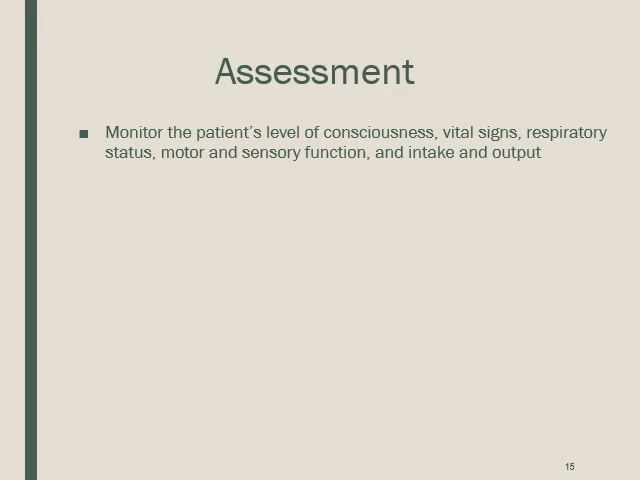 Assessment
■ Monitor the patient’s level of consciousness, vital signs, respiratory
status, motor and sensory function, and intake and output
15